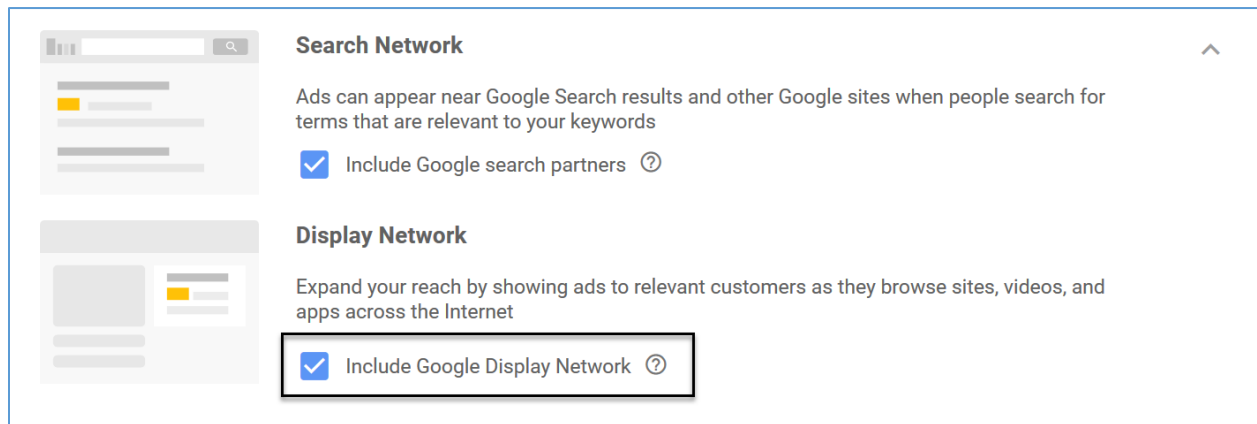 Search Network
Ads can appear near Google Search results and other Google sites when people search for
terms that are relevant to your keywords
Include Google search partners
Display Network
Expand your reach by showing ads to relevant customers as they browse sites, videos, and
apps across the Internet
Include Google Display Network